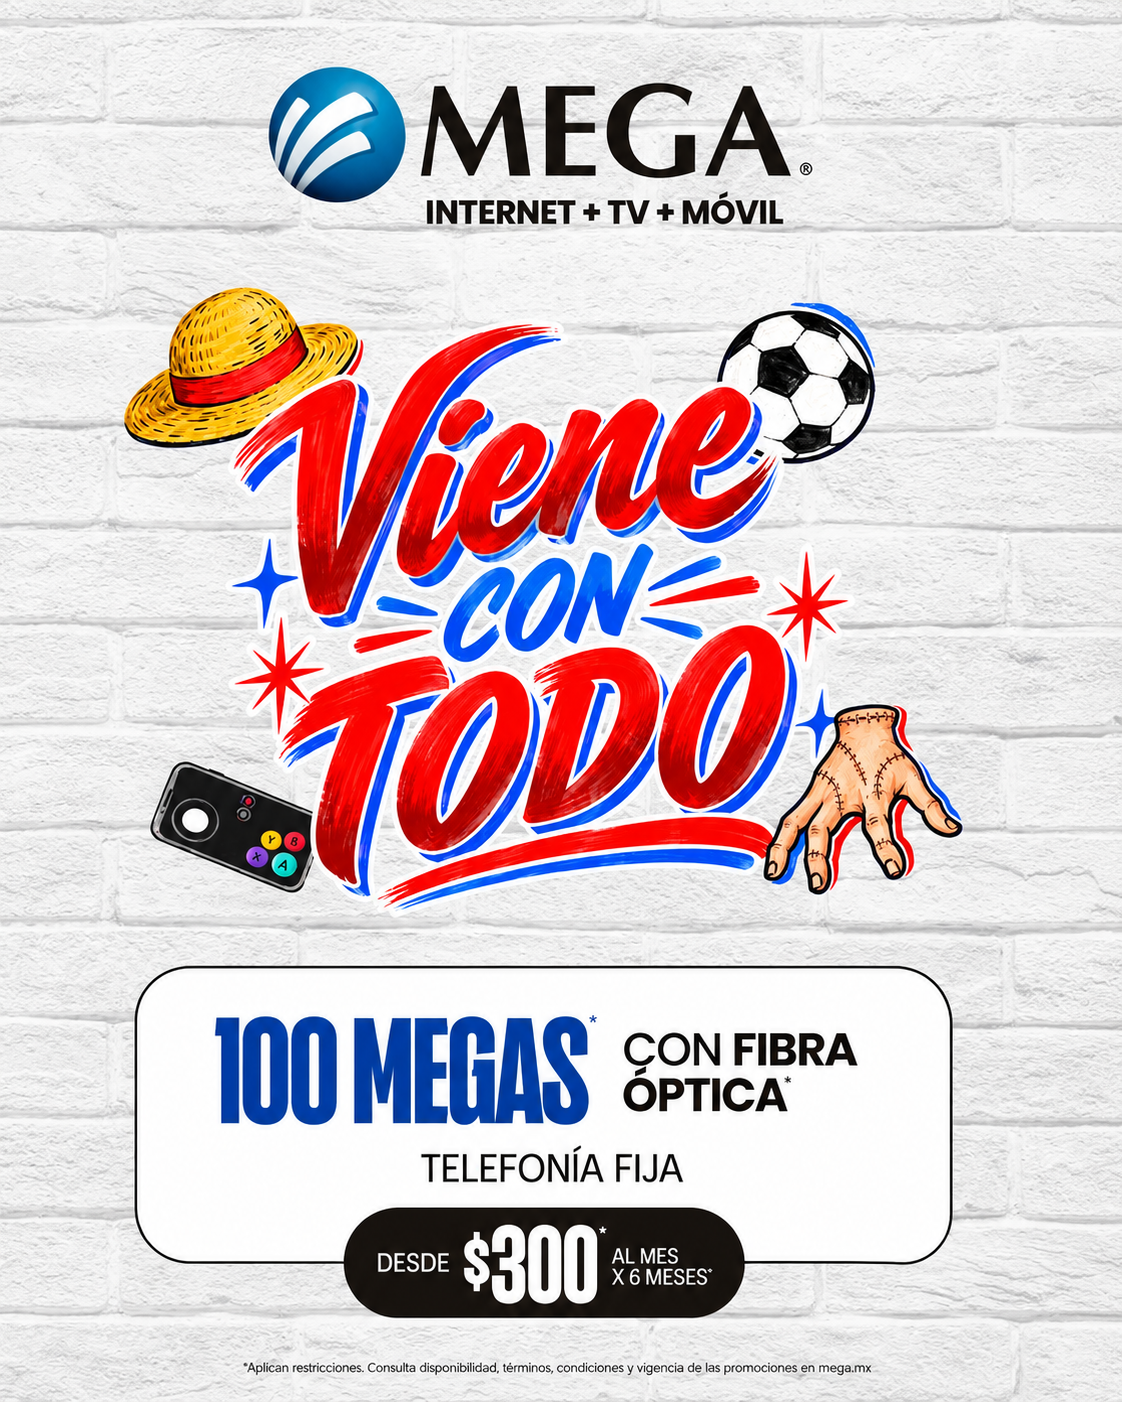 MEGA®
INTERNET + TV + MÓVIL
Viene
CON
TODO
Y B
X A
100 MEGAS* CON FIBRA
ÓPTICA*
TELEFONÍA FIJA
DESDE $300* AL MES
X 6 MESES*
*Aplican restricciones. Consulta disponibilidad, términos, condiciones y vigencia de las promociones en mega.mx